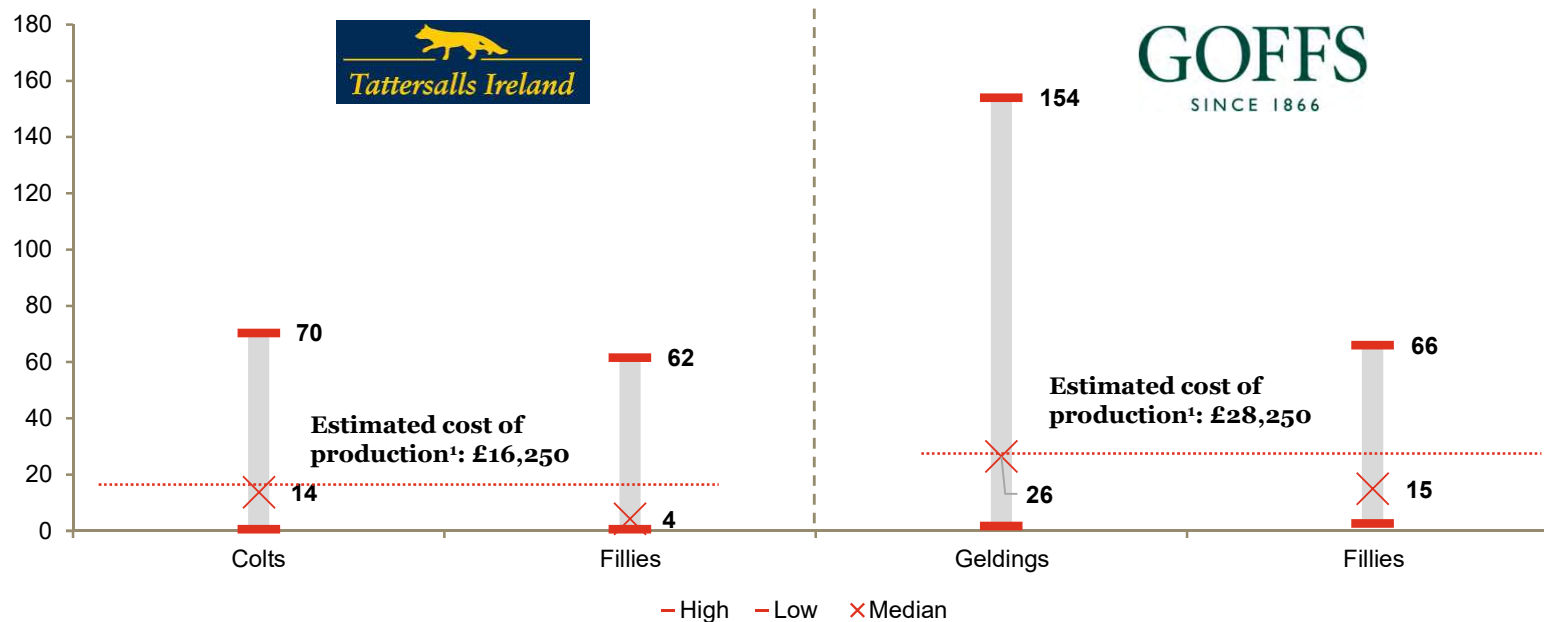 180
160
140
120
100
80
60
40
20
0
Tattersalls Ireland
GOFFS
SINCE 1866
154
70
62
66
Estimated cost of
production¹: £16,250
Estimated cost of
production¹: £28,250
14
4
26
15
Colts
Fillies
Geldings
Fillies
High Low Median